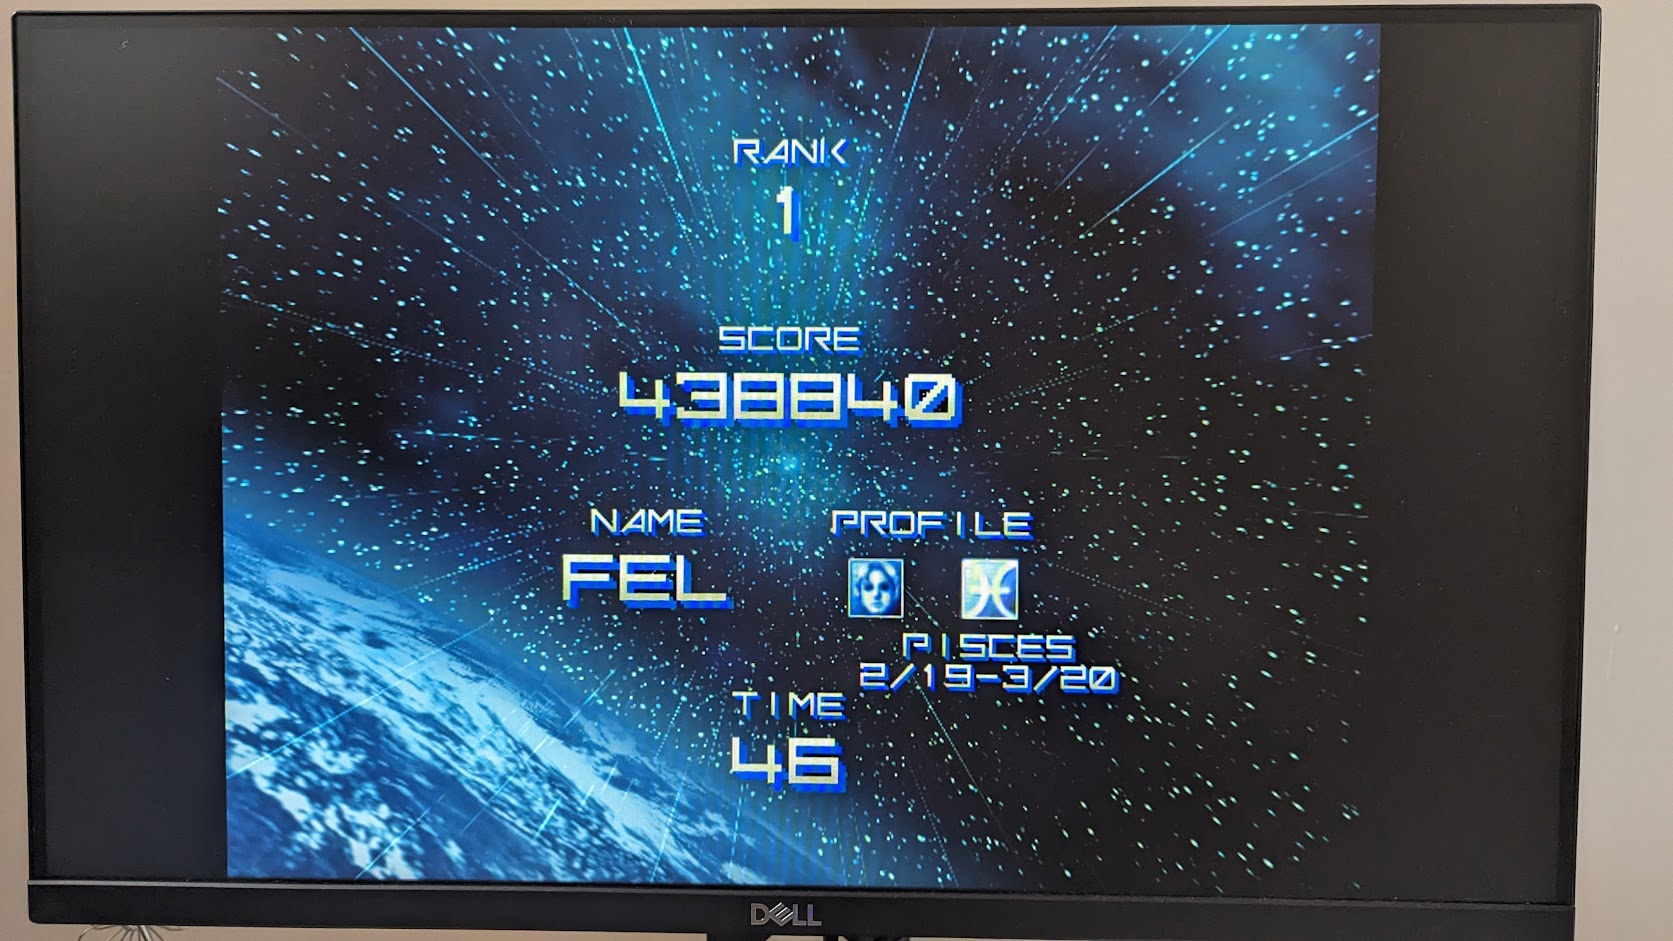 RANK
1
SCORE
438840
NAME
FEL
PROFILE
PISCES
2/19-3/20
TIME
46
DELL